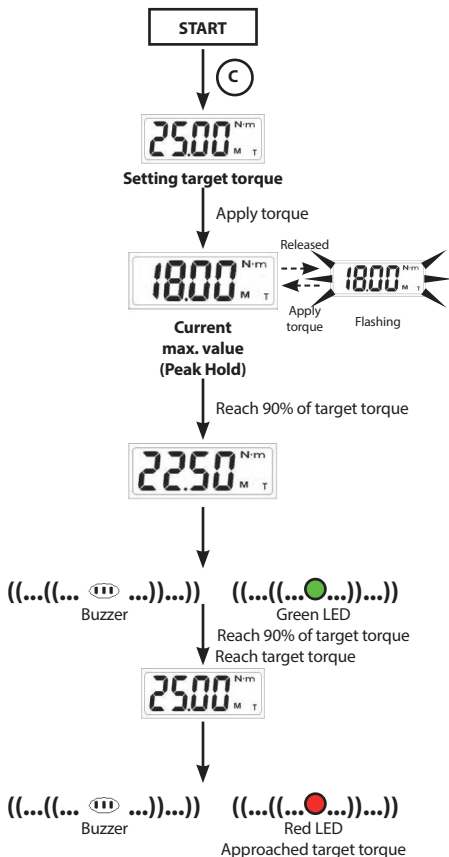 START
C
25.00 N·m
M T
Setting target torque
Apply torque
18.00 N·m
M T
Released
Apply
torque
18.00 N·m
M T
Flashing
Current
max. value
(Peak Hold)
Reach 90% of target torque
22.50 N·m
M T
((...((... ...))...)) ((...((... ...))...))
Buzzer Green LED
Reach 90% of target torque
Reach target torque
25.00 N·m
M T
((...((... ...))...)) ((...((... ...))...))
Buzzer Red LED
Approached target torque